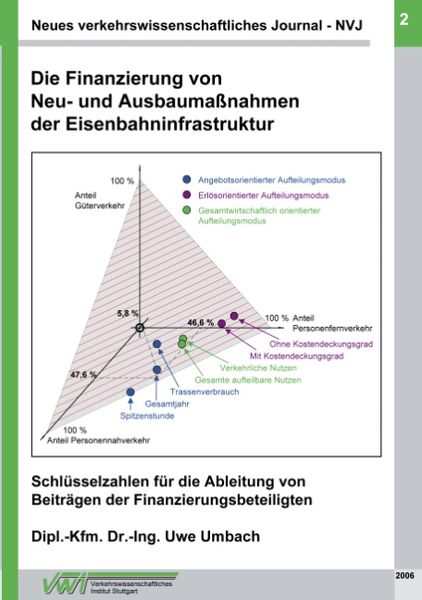 Neues verkehrswissenschaftliches Journal - NVJ
2
Die Finanzierung von
Neu- und Ausbaumaßnahmen
der Eisenbahninfrastruktur
100 %
Anteil
Güterverkehr
Angebotsorientierter Aufteilungsmodus
Erlösorientierter Aufteilungsmodus
Gesamtwirtschaftlich orientierter
Aufteilungsmodus
5,8 %
46,6 %
100 % Anteil
Personenfernverkehr
Ohne Kostendeckungsgrad
Mit Kostendeckungsgrad
Verkehrliche Nutzen
Gesamte aufteilbare Nutzen
47,6 %
Trassenverbrauch
Gesamtjahr
Spitzenstunde
100 %
Anteil Personennahverkehr
Schlüsselzahlen für die Ableitung von
Beiträgen der Finanzierungsbeteiligten
Dipl.-Kfm. Dr.-Ing. Uwe Umbach
VWI Verkehrswissenschaftliches
Institut Stuttgart
2006